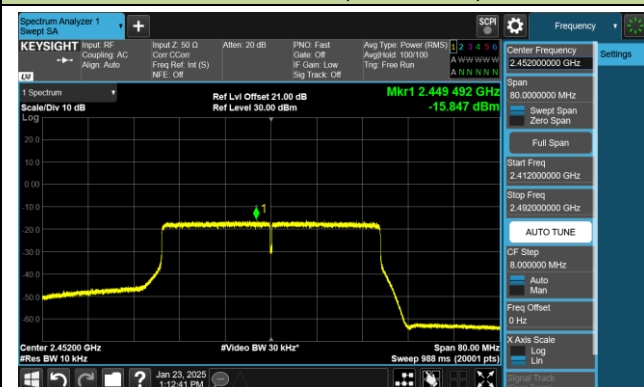 Spectrum Analyzer 1
Swept SA
SCPI
Frequency
KEYSIGHT
Input: RF
Coupling: AC
Align: Auto
Input Z: 50 Ω
Corr CCorr
Freq Ref: Int (S)
NFE: Off
Atten: 20 dB
PNO: Fast
Gate: Off
IF Gain: Low
Sig Track: Off
Avg Type: Power (RMS)
Avg|Hold: 100/100
Trig: Free Run
1 2 3 4 5 6
A W W W W W
A N N N N N
LXI
1 Spectrum
Scale/Div 10 dB
Log
Ref Lvl Offset 21.00 dB
Ref Level 30.00 dBm
Mkr1 2.449 492 GHz
-15.847 dBm
20.0
10.0
0.00
-10.0
-20.0
-30.0
-40.0
-50.0
-60.0
1
Center 2.45200 GHz
#Res BW 10 kHz
#Video BW 30 kHz*
Span 80.00 MHz
Sweep 988 ms (20001 pts)
Jan 23, 2025
1:12:41 PM
Center Frequency
2.452000000 GHz
Settings
Span
80.0000000 MHz
Swept Span
Zero Span
Full Span
Start Freq
2.412000000 GHz
Stop Freq
2.492000000 GHz
AUTO TUNE
CF Step
8.000000 MHz
Auto
Man
Freq Offset
0 Hz
X Axis Scale
Log
Lin
Signal Track